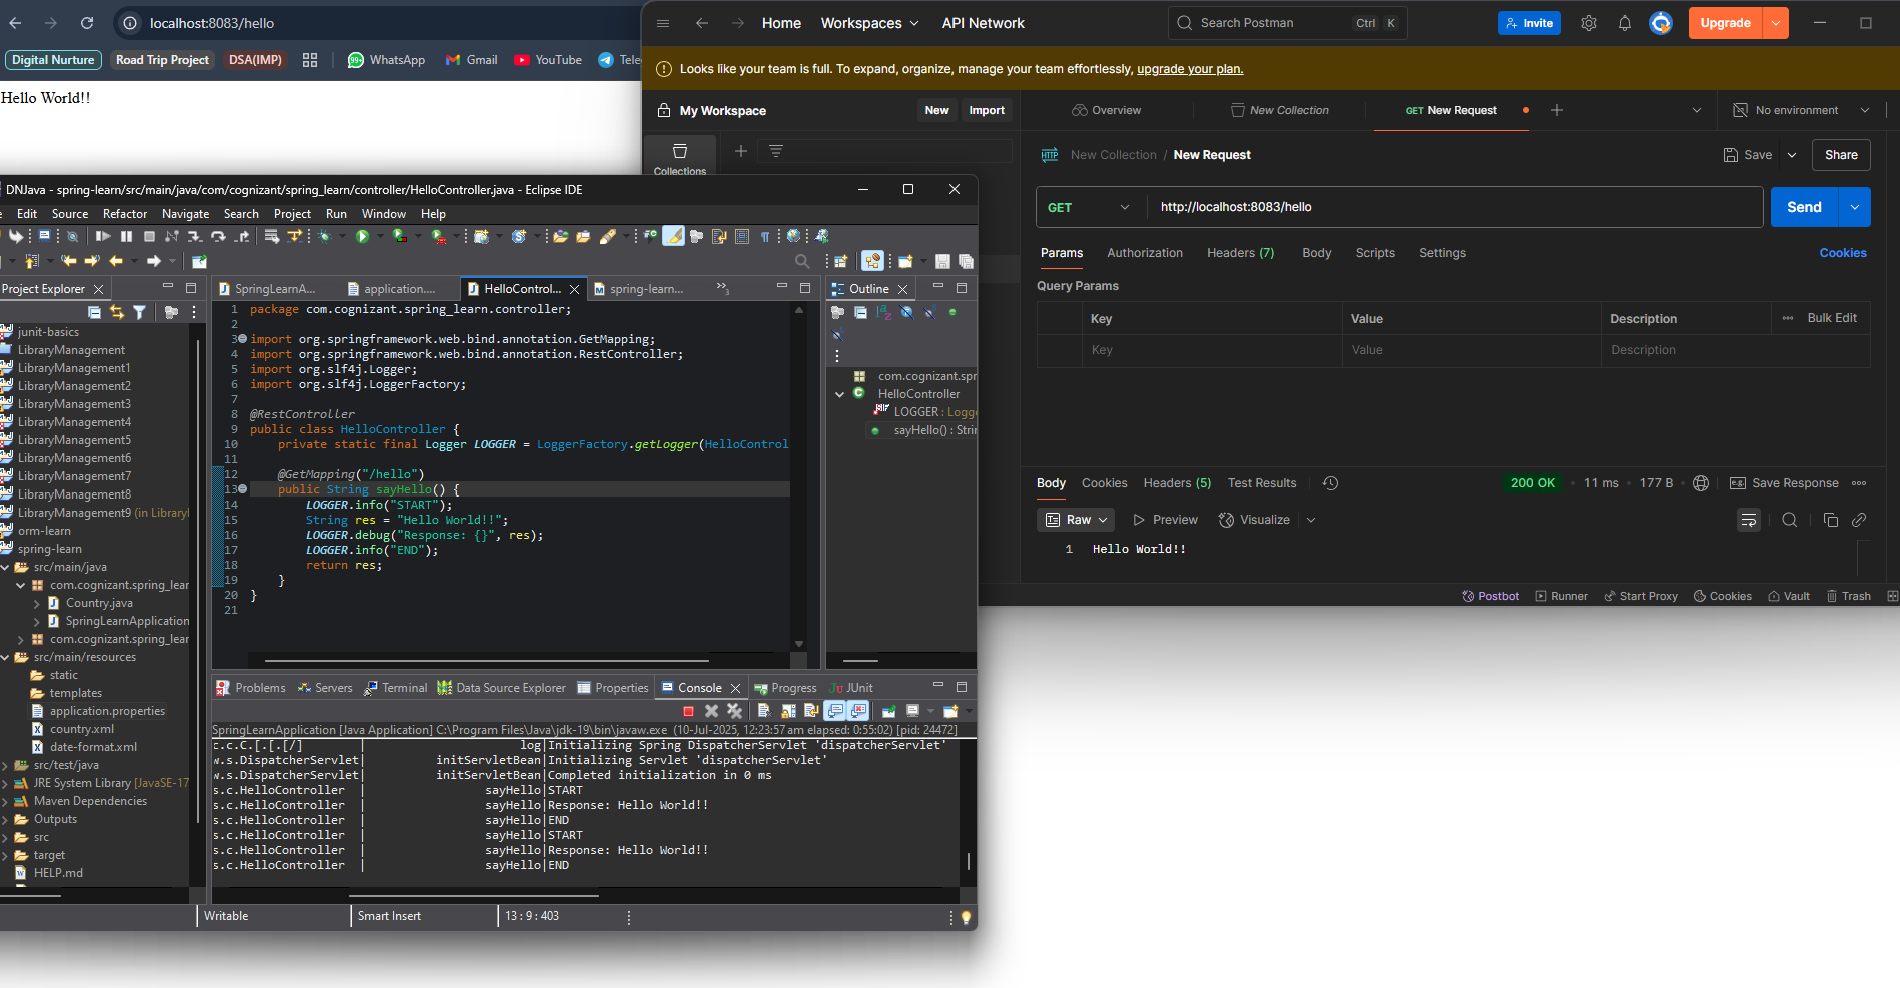 localhost:8083/hello
Digital Nurture
Road Trip Project
DSA(IMP)
99+
WhatsApp
Gmail
YouTube
Hello World!!
Home
Workspaces
API Network
Search Postman
Ctrl K
Invite
Upgrade
Looks like your team is full. To expand, organize, manage your team effortlessly, upgrade your plan.
My Workspace
New
Import
Overview
New Collection
GET New Request
No environment
Collections
HTTP New Collection / New Request
Save
Share
GET
http://localhost:8083/hello
Send
Params
Authorization
Headers (7)
Body
Scripts
Settings
Cookies
Query Params
Key Value Description Bulk Edit
Key Value Description
Body Cookies Headers (5) Test Results
200 OK • 11 ms • 177 B
Save Response
Raw
Preview
Visualize
1 Hello World!!
Postbot Runner Start Proxy Cookies Vault Trash
DNJava - spring-learn/src/main/java/com/cognizant/spring_learn/controller/HelloController.java - Eclipse IDE
Edit Source Refactor Navigate Search Project Run Window Help
Project Explorer
junit-basics
LibraryManagement
LibraryManagement1
LibraryManagement2
LibraryManagement3
LibraryManagement4
LibraryManagement5
LibraryManagement6
LibraryManagement7
LibraryManagement8
LibraryManagement9 (in Library
orm-learn
spring-learn
src/main/java
com.cognizant.spring_lear
Country.java
SpringLearnApplication
com.cognizant.spring_lear
src/main/resources
static
templates
application.properties
country.xml
date-format.xml
src/test/java
JRE System Library [JavaSE-17
Maven Dependencies
Outputs
src
target
HELP.md
SpringLearnA...
application....
HelloControl...
spring-learn...
»3
1 package com.cognizant.spring_learn.controller;
2
3 import org.springframework.web.bind.annotation.GetMapping;
4 import org.springframework.web.bind.annotation.RestController;
5 import org.slf4j.Logger;
6 import org.slf4j.LoggerFactory;
7
8 @RestController
9 public class HelloController {
10 private static final Logger LOGGER = LoggerFactory.getLogger(HelloControl
11
12 @GetMapping("/hello")
13 public String sayHello() {
14 LOGGER.info("START");
15 String res = "Hello World!!";
16 LOGGER.debug("Response: {}", res);
17 LOGGER.info("END");
18 return res;
19 }
20 }
21
Outline
com.cognizant.spr
HelloController
LOGGER : Logge
sayHello() : Strin
Problems
Servers
Terminal
Data Source Explorer
Properties
Console
Progress
JUnit
SpringLearnApplication [Java Application] C:\Program Files\Java\jdk-19\bin\javaw.exe (10-Jul-2025, 12:23:57 am elapsed: 0:55:02) [pid: 24472]
c.c.C.[.[.[/] | log|Initializing Spring DispatcherServlet 'dispatcherServlet'
w.s.DispatcherServlet| initServletBean|Initializing Servlet 'dispatcherServlet'
w.s.DispatcherServlet| initServletBean|Completed initialization in 0 ms
s.c.HelloController | sayHello|START
s.c.HelloController | sayHello|Response: Hello World!!
s.c.HelloController | sayHello|END
s.c.HelloController | sayHello|START
s.c.HelloController | sayHello|Response: Hello World!!
s.c.HelloController | sayHello|END
Writable
Smart Insert
13 : 9 : 403